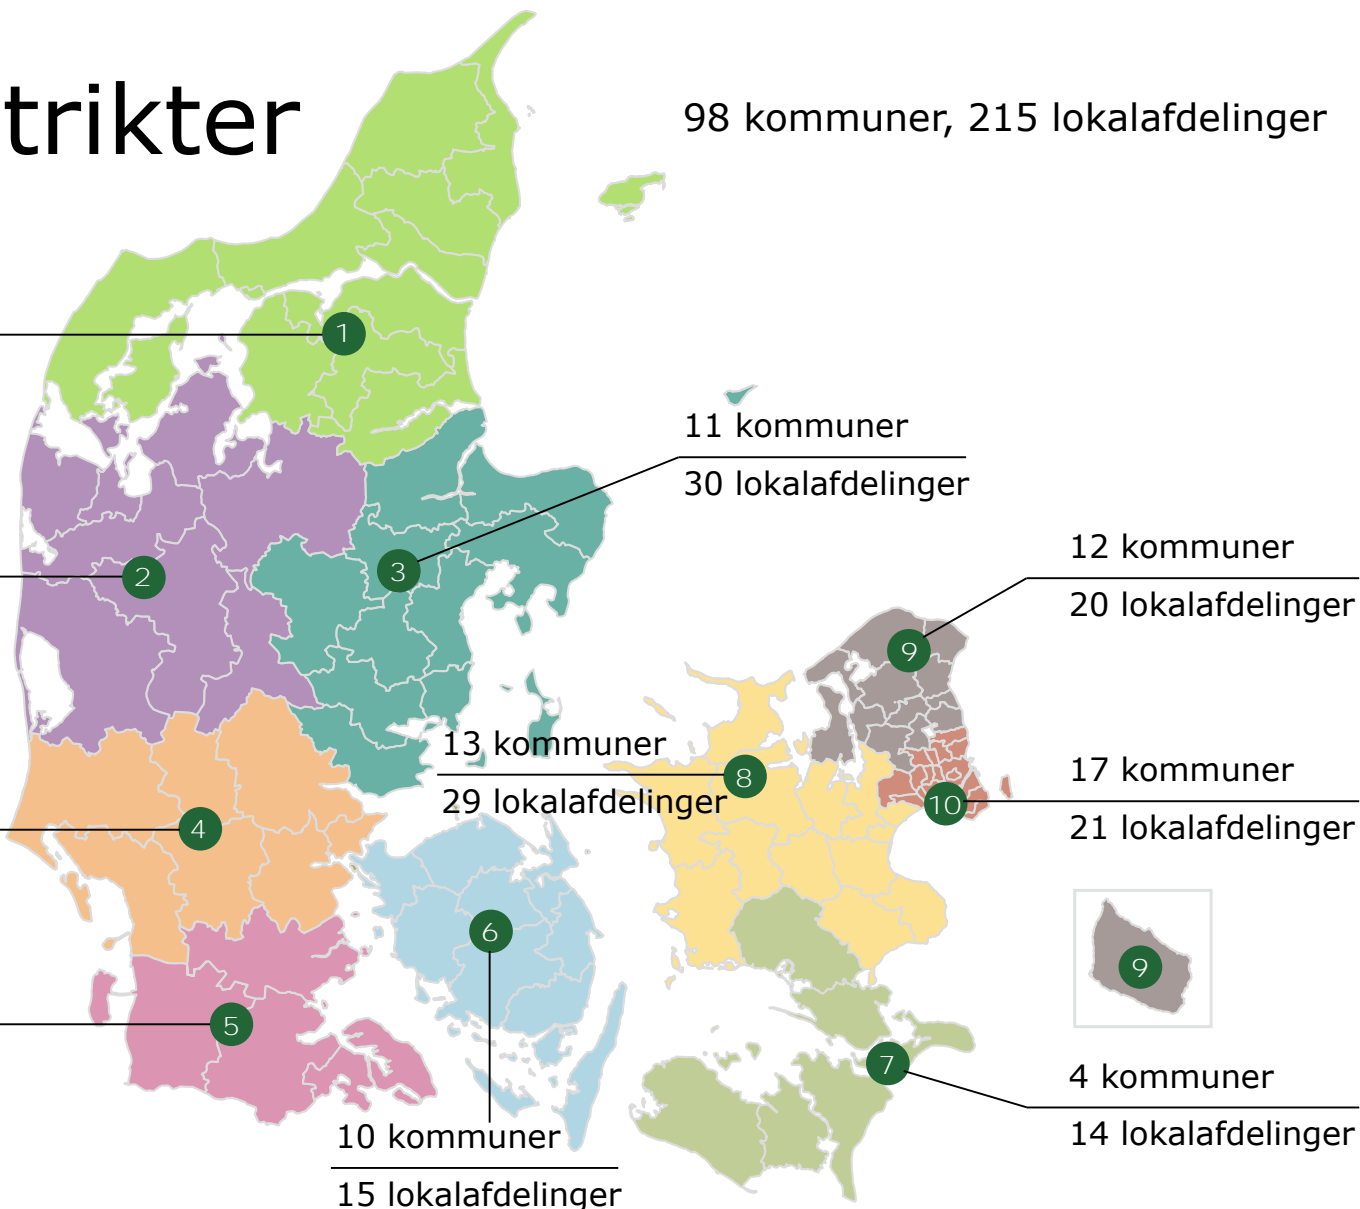 trikter
98 kommuner, 215 lokalafdelinger
1
11 kommuner
30 lokalafdelinger
12 kommuner
20 lokalafdelinger
2
3
9
13 kommuner
29 lokalafdelinger
8
17 kommuner
21 lokalafdelinger
10
4
6
9
5
7
4 kommuner
14 lokalafdelinger
10 kommuner
15 lokalafdelinger